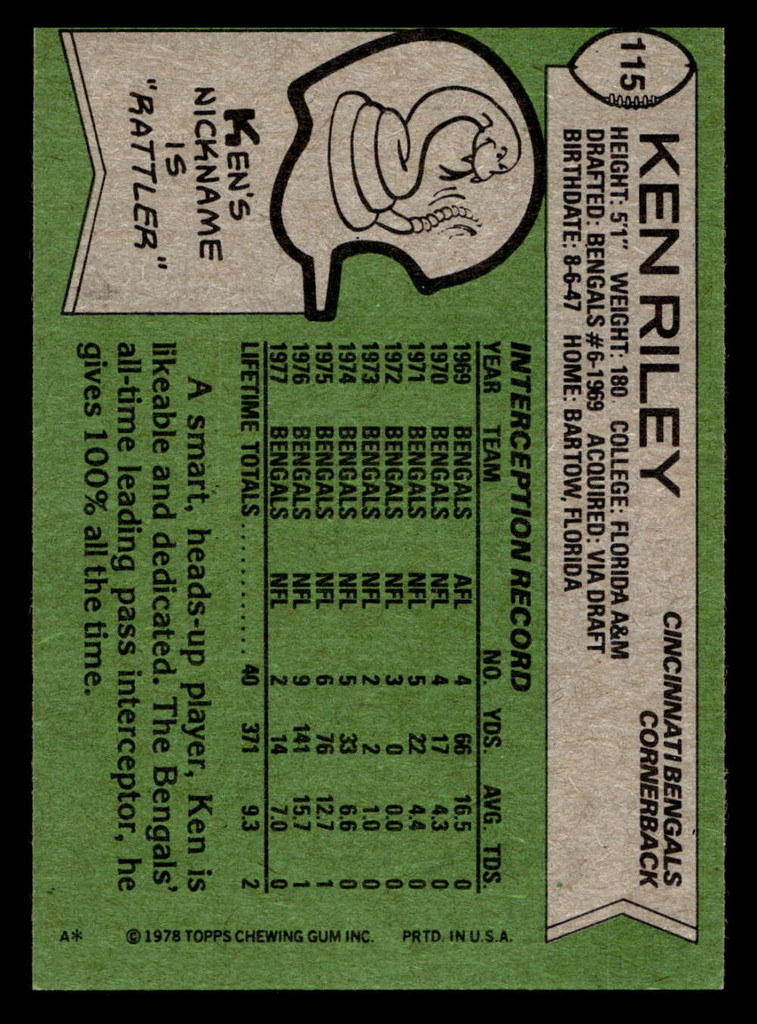 115
KEN RILEY
CINCINNATI BENGALS
CORNERBACK
HEIGHT: 5'1" WEIGHT: 180 COLLEGE: FLORIDA A&M
DRAFTED: BENGALS #6-1969 ACQUIRED: VIA DRAFT
BIRTHDATE: 8-6-47 HOME: BARTOW, FLORIDA
KEN'S
NICKNAME
IS
"RATTLER"
INTERCEPTION RECORD
YEAR TEAM NO. YDS. AVG. TDS.
1969 BENGALS AFL 4 66 16.5 0
1970 BENGALS NFL 4 17 4.3 0
1971 BENGALS NFL 5 22 4.4 0
1972 BENGALS NFL 3 0 0.0 0
1973 BENGALS NFL 2 2 1.0 0
1974 BENGALS NFL 5 33 6.6 0
1975 BENGALS NFL 6 76 12.7 1
1976 BENGALS NFL 9 141 15.7 1
1977 BENGALS NFL 2 14 7.0 0
LIFETIME TOTALS ............ 40 371 9.3 2
A smart, heads-up player, Ken is
likeable and dedicated. The Bengals'
all-time leading pass interceptor, he
gives 100% all the time.
A* © 1978 TOPPS CHEWING GUM INC. PRTD. IN U.S.A.